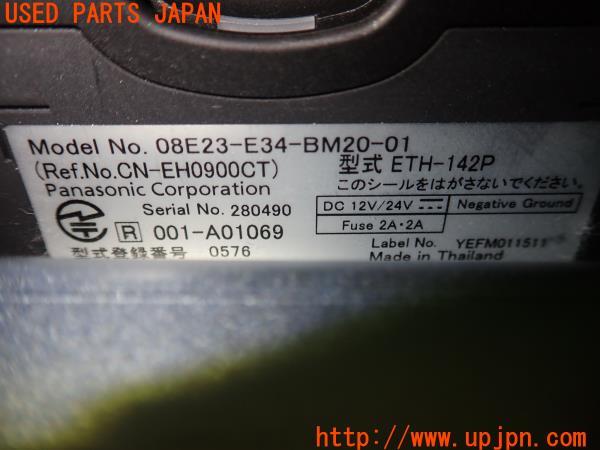 USED PARTS JAPAN
Model No. 08E23-E34-BM20-01
(Ref.No.CN-EH0900CT) 型式 ETH-142P
Panasonic Corporation このシールをはがさないでください。
Serial No. 280490 DC 12V/24V Negative Ground
R 001-A01069 Fuse 2A･2A
型式登録番号 0576 Label No. YEFM011511
Made in Thailand
UPJ
http://www.upjpn.com